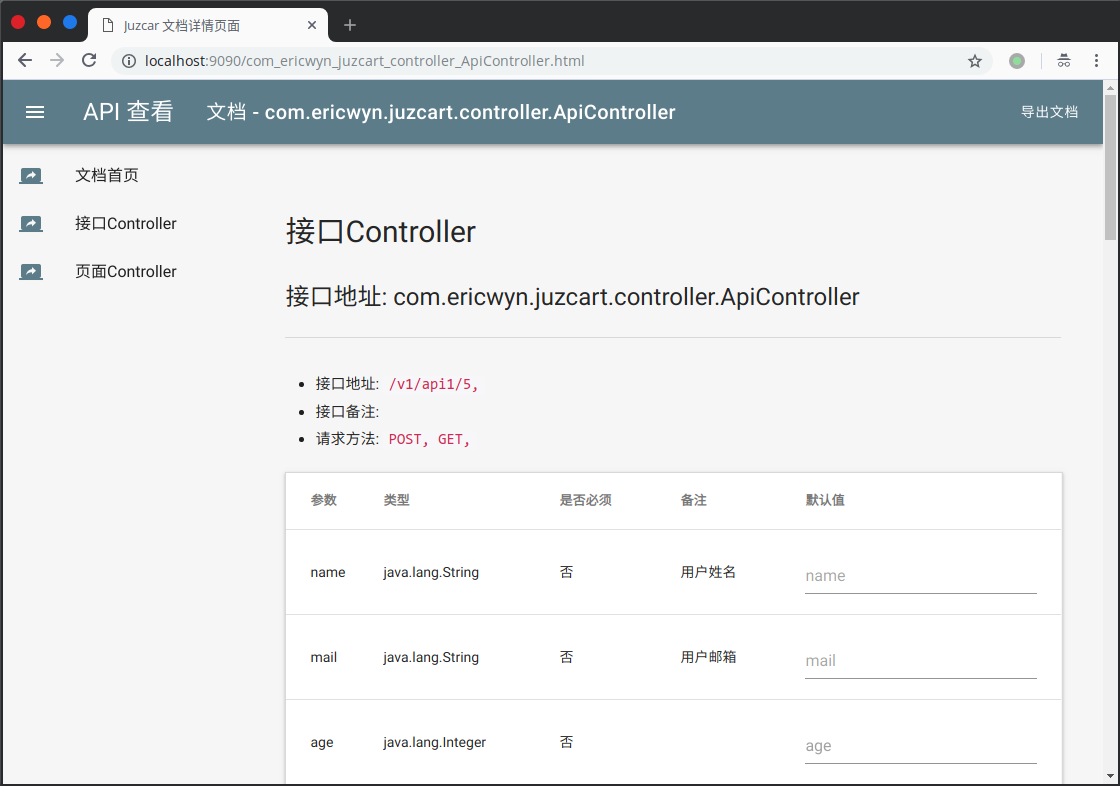 Juzcar 文档详情页面
localhost:9090/com_ericwyn_juzcart_controller_ApiController.html
API 查看 文档 - com.ericwyn.juzcart.controller.ApiController 导出文档
文档首页
接口Controller
页面Controller
接口Controller
接口地址: com.ericwyn.juzcart.controller.ApiController
接口地址: /v1/api1/5,
接口备注:
请求方法: POST, GET,
参数 类型 是否必须 备注 默认值
name java.lang.String 否 用户姓名 name
mail java.lang.String 否 用户邮箱 mail
age java.lang.Integer 否 age